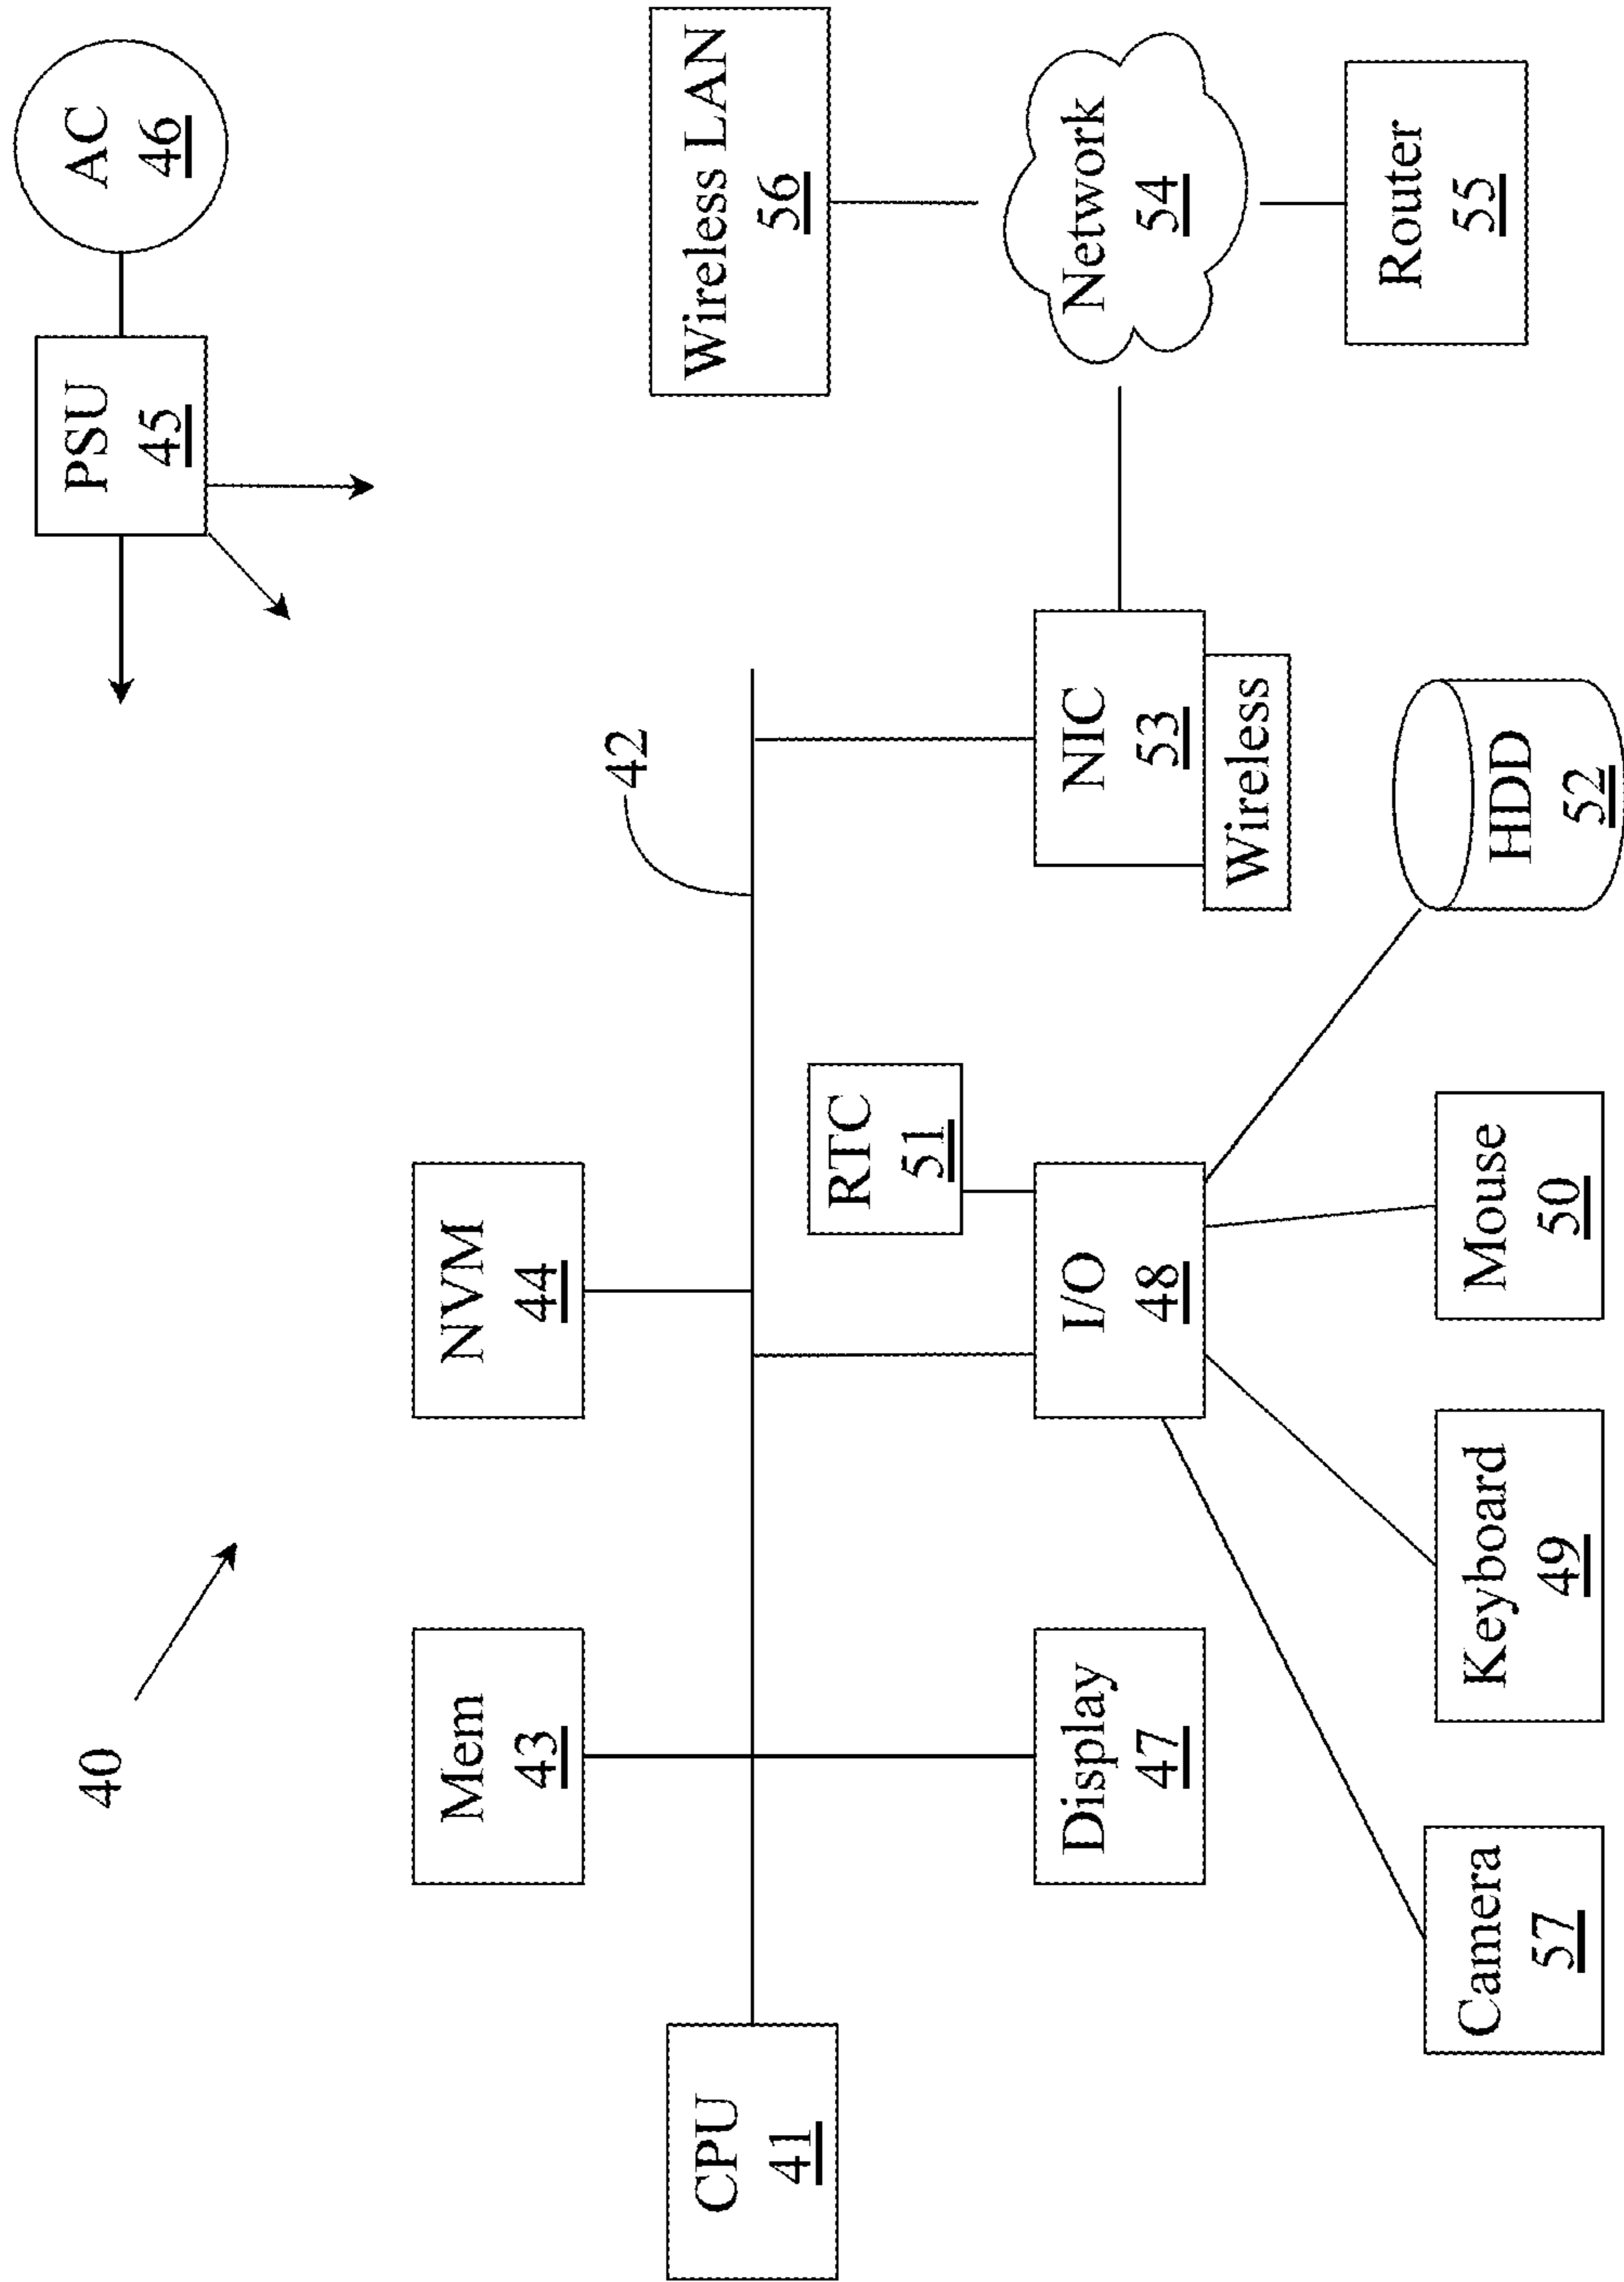 40
AC
46
PSU
45
Mem
43
NVM
44
42
Wireless LAN
56
CPU
41
RTC
51
Display
47
I/O
48
NIC
53
Wireless
Network
54
Camera
57
Keyboard
49
Mouse
50
HDD
52
Router
55